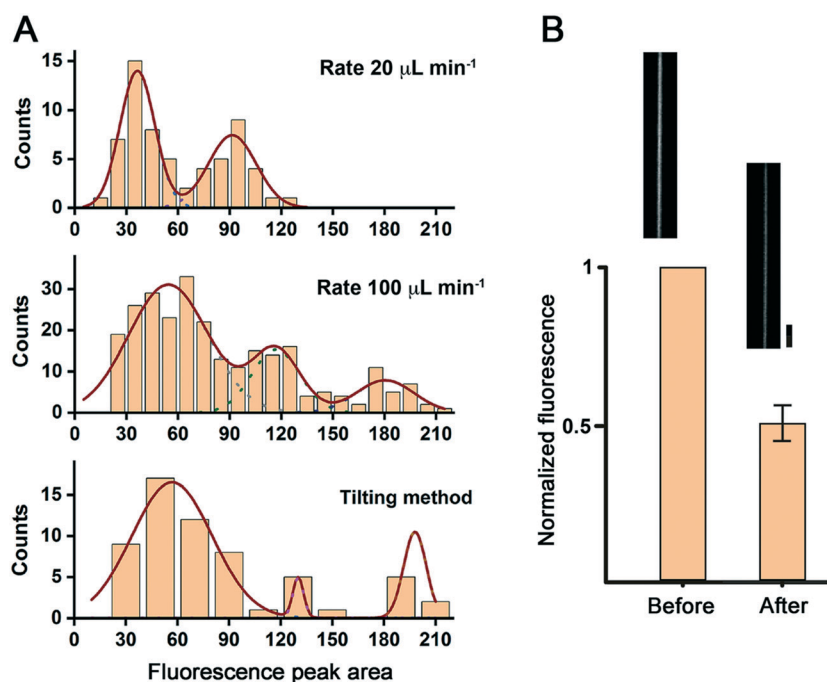 A
Rate 20 μL min-1
Counts
15
10
5
0
0 30 60 90 120 150 180 210
Rate 100 μL min-1
Counts
30
20
10
0
0 30 60 90 120 150 180 210
Tilting method
Counts
15
10
5
0
0 30 60 90 120 150 180 210
Fluorescence peak area
B
Normalized fluorescence
1
0.5
Before After